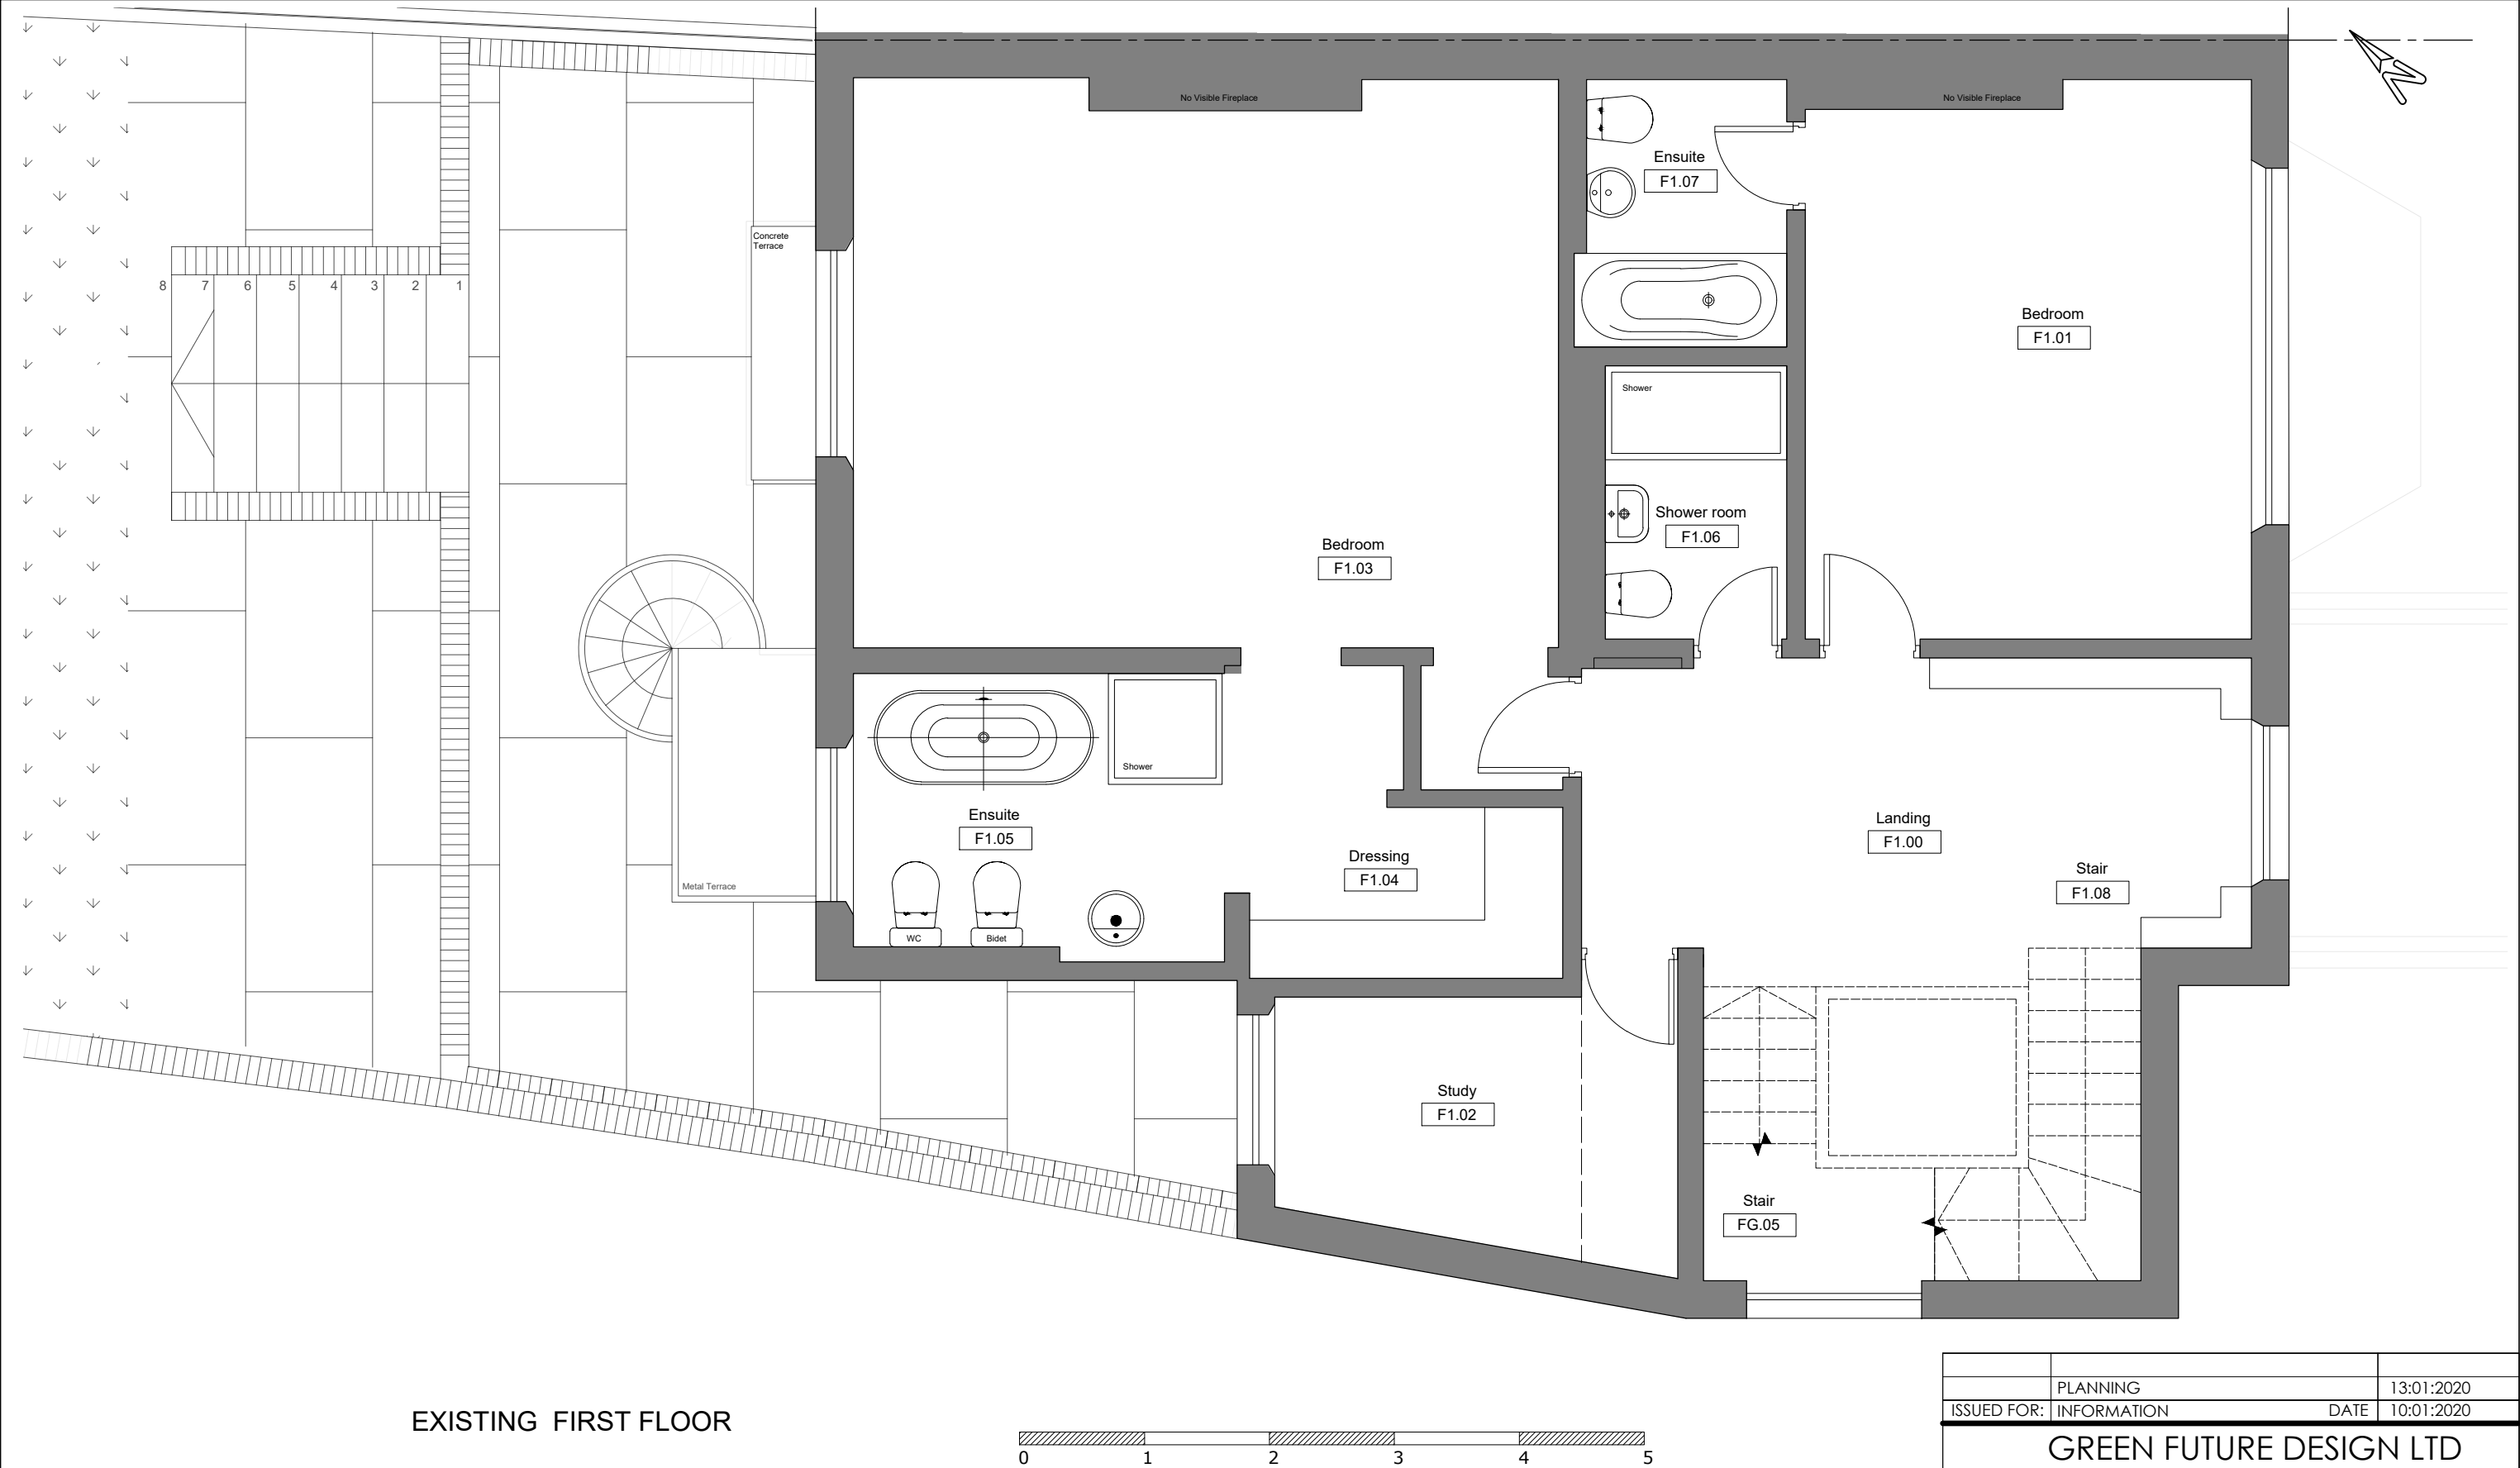 No Visible Fireplace
No Visible Fireplace
Ensuite
F1.07
Concrete
Terrace
8 7 6 5 4 3 2 1
Bedroom
F1.01
Shower
Shower room
F1.06
Bedroom
F1.03
Shower
Ensuite
F1.05
Landing
F1.00
Dressing
F1.04
Stair
F1.08
Metal Terrace
WC
Bidet
Study
F1.02
Stair
FG.05
EXISTING FIRST FLOOR
0 1 2 3 4 5
PLANNING 13:01:2020
ISSUED FOR: INFORMATION DATE 10:01:2020
GREEN FUTURE DESIGN LTD